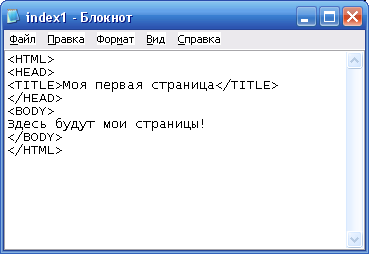 index1 - Блокнот
Файл Правка Формат Вид Справка
<HTML>
<HEAD>
<TITLE>Моя первая страница</TITLE>
</HEAD>
<BODY>
Здесь будут мои страницы!
</BODY>
</HTML>